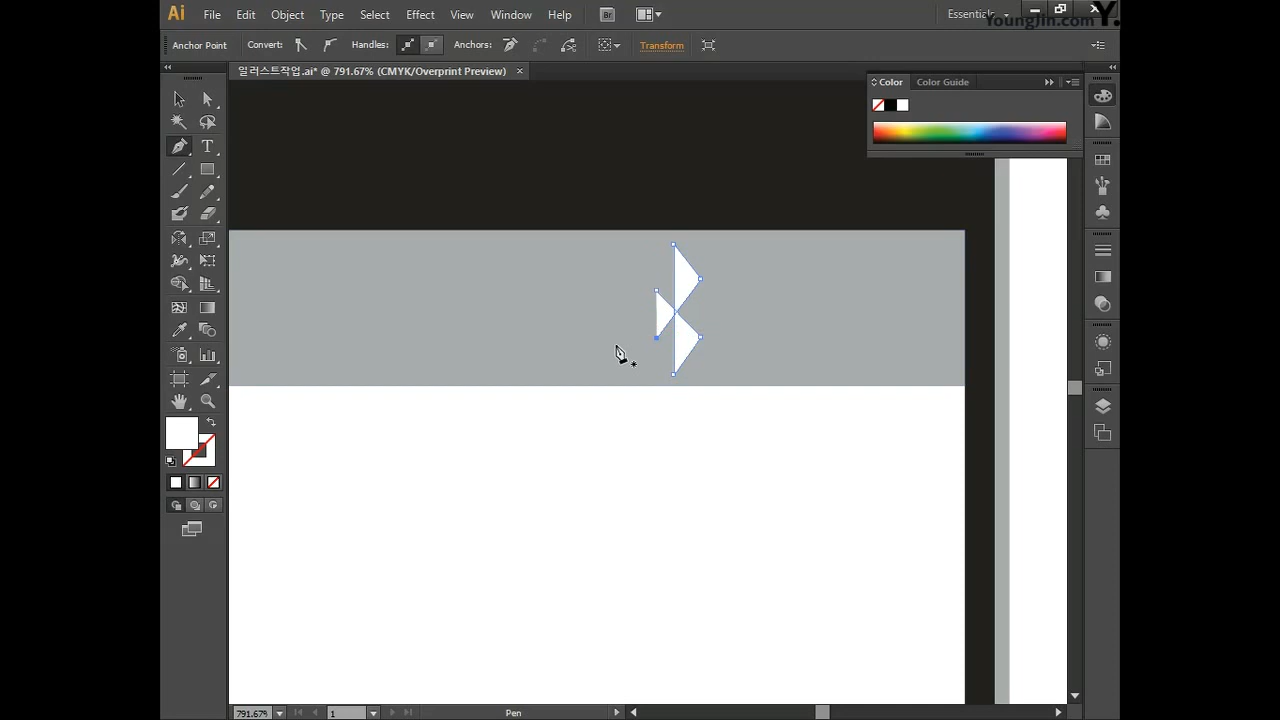 Ai File Edit Object Type Select Effect View Window Help Br Essentials
YoungJin.com Y.
Anchor Point Convert: Handles: Anchors: Transform
일러스트작업.ai* @ 791.67% (CMYK/Overprint Preview) ×
Color Color Guide
T
791.67% 1 Pen